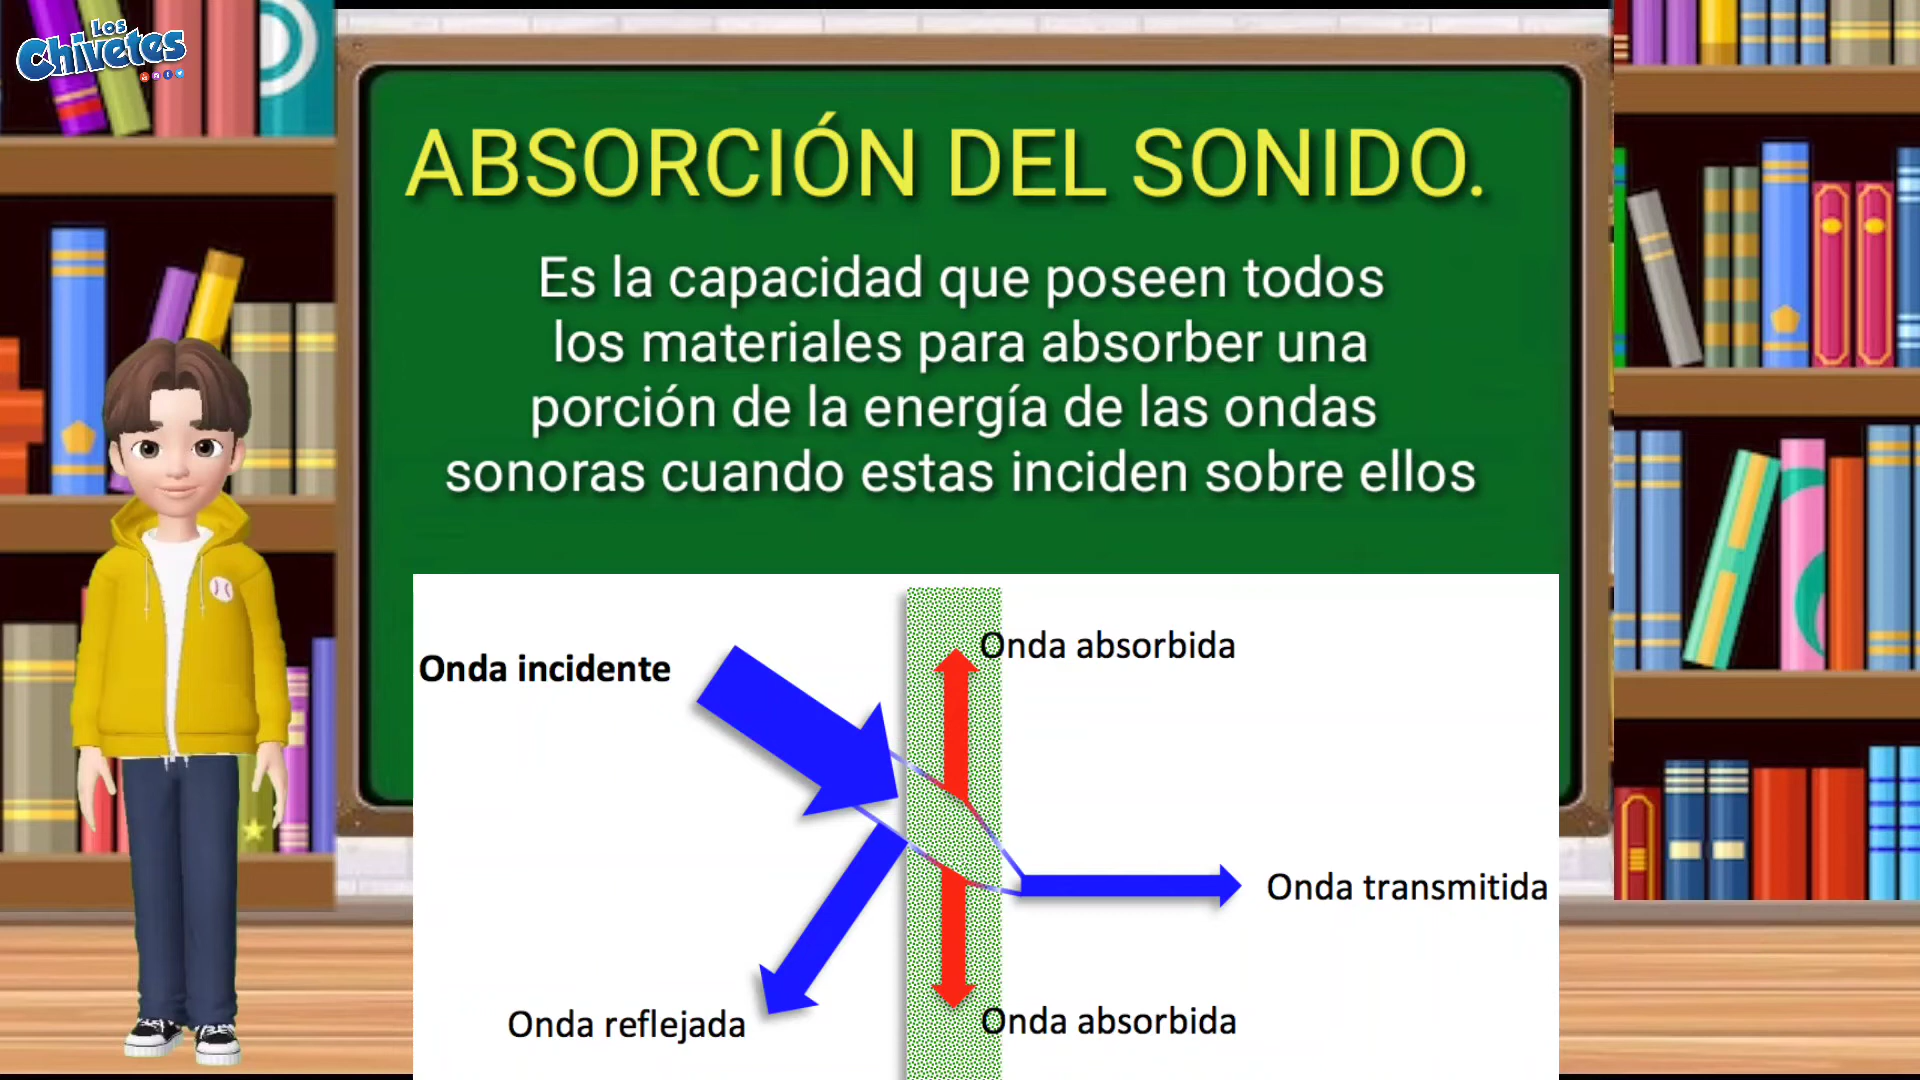 Los
Chivetes
ABSORCIÓN DEL SONIDO.
Es la capacidad que poseen todos
los materiales para absorber una
porción de la energía de las ondas
sonoras cuando estas inciden sobre ellos
Onda absorbida
Onda incidente
Onda transmitida
Onda reflejada
Onda absorbida